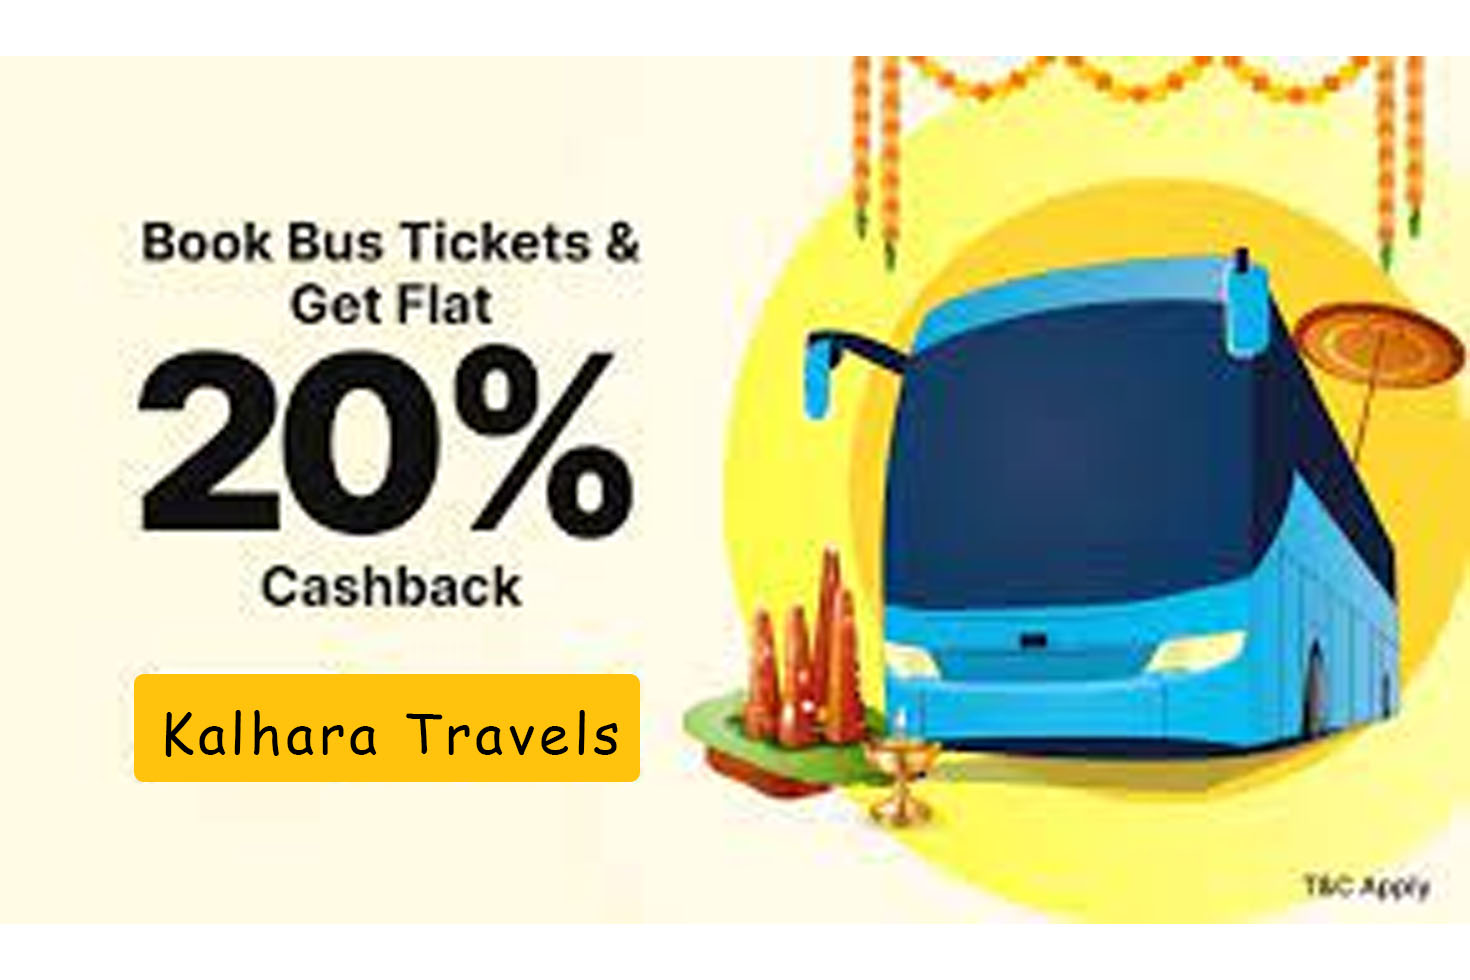 Book Bus Tickets &
Get Flat
20%
Cashback
Kalhara Travels
T&C Apply